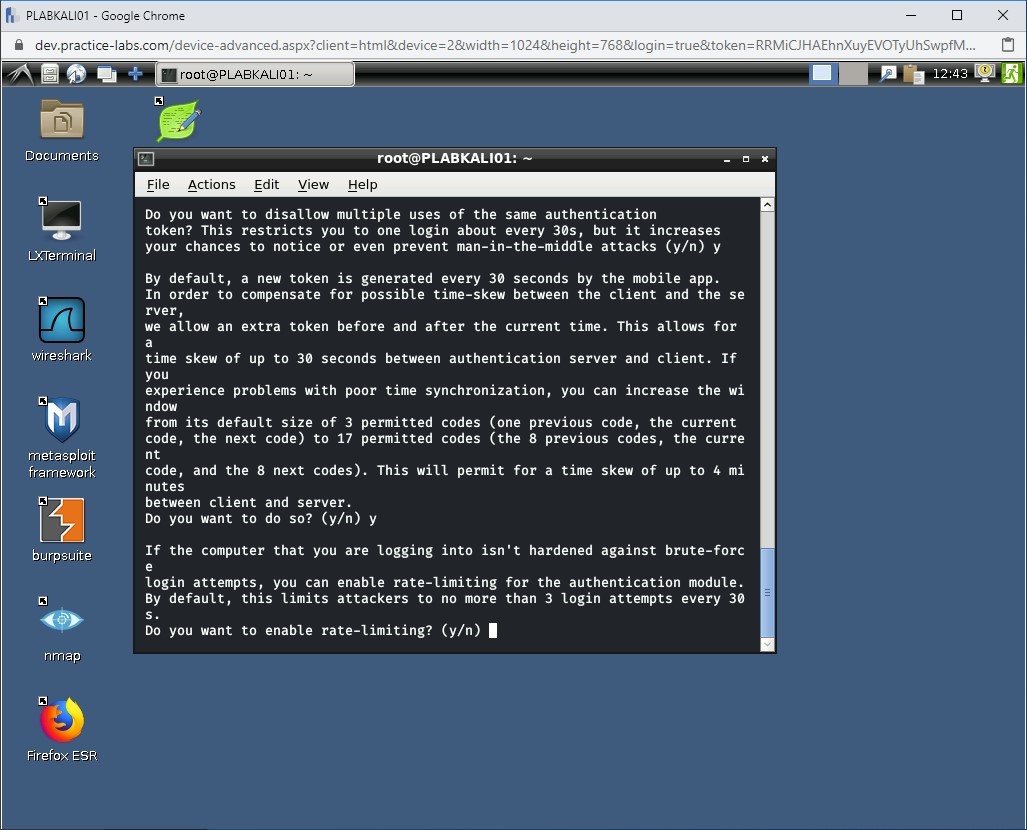 PLABKALI01 - Google Chrome
dev.practice-labs.com/device-advanced.aspx?client=html&device=2&width=1024&height=768&login=true&token=RRMiCJHAEhnXuyEVOTyUhSwpfM...
root@PLABKALI01: ~
12:43
Documents
LXTerminal
wireshark
metasploit
framework
burpsuite
nmap
Firefox ESR
root@PLABKALI01: ~
File Actions Edit View Help
Do you want to disallow multiple uses of the same authentication
token? This restricts you to one login about every 30s, but it increases
your chances to notice or even prevent man-in-the-middle attacks (y/n) y
By default, a new token is generated every 30 seconds by the mobile app.
In order to compensate for possible time-skew between the client and the se
rver,
we allow an extra token before and after the current time. This allows for
a
time skew of up to 30 seconds between authentication server and client. If
you
experience problems with poor time synchronization, you can increase the wi
ndow
from its default size of 3 permitted codes (one previous code, the current
code, the next code) to 17 permitted codes (the 8 previous codes, the curre
nt
code, and the 8 next codes). This will permit for a time skew of up to 4 mi
nutes
between client and server.
Do you want to do so? (y/n) y
If the computer that you are logging into isn't hardened against brute-forc
e
login attempts, you can enable rate-limiting for the authentication module.
By default, this limits attackers to no more than 3 login attempts every 30
s.
Do you want to enable rate-limiting? (y/n)